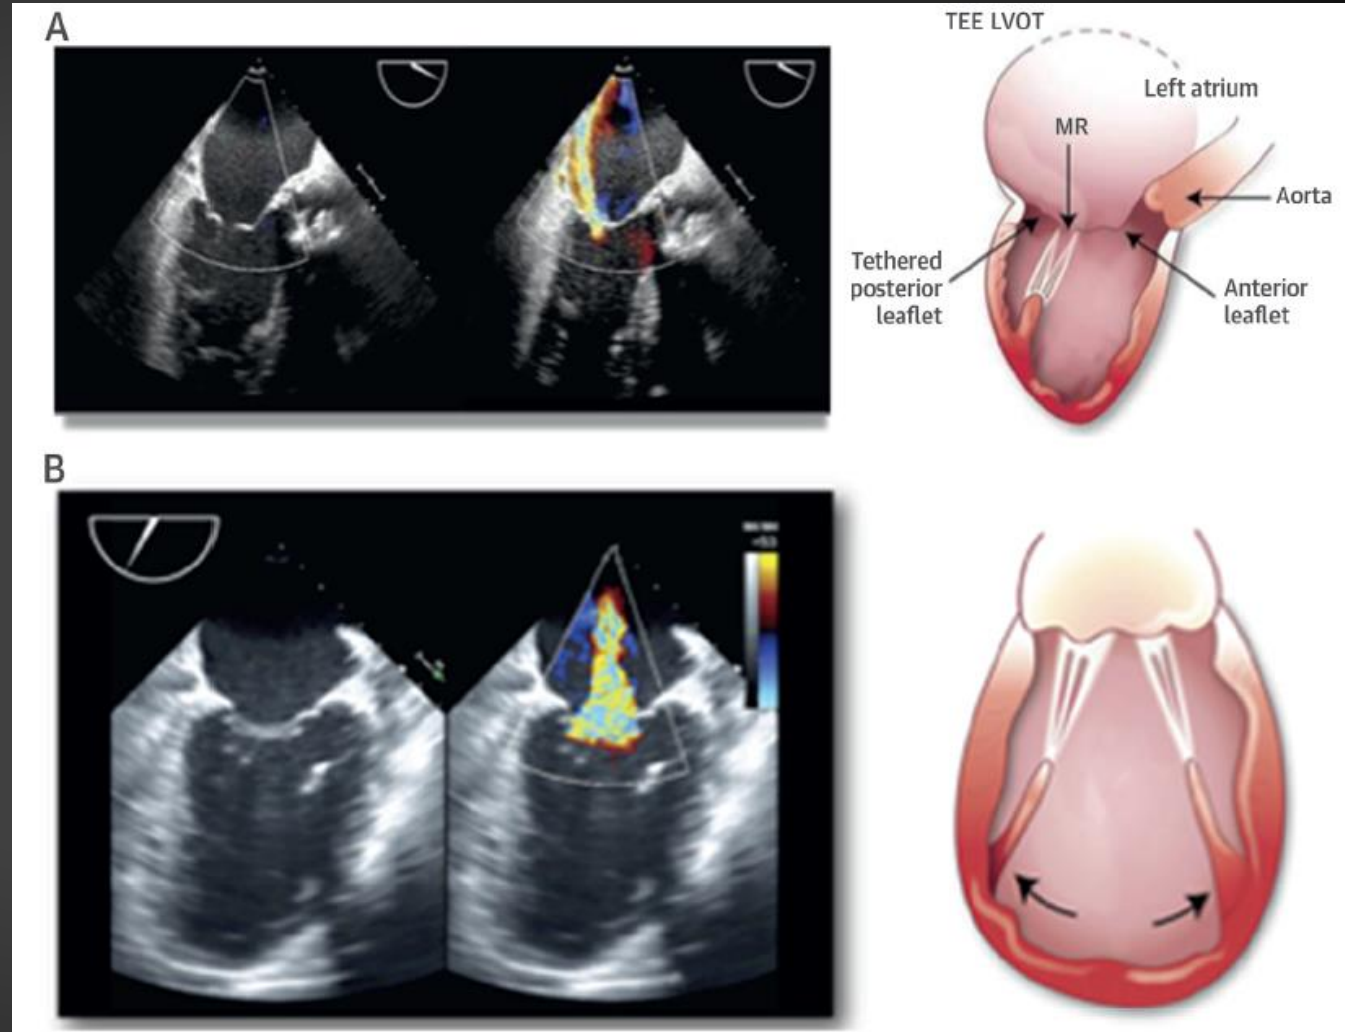 A
TEE LVOT
Left atrium
MR
Aorta
Tethered
posterior
leaflet
Anterior
leaflet
B